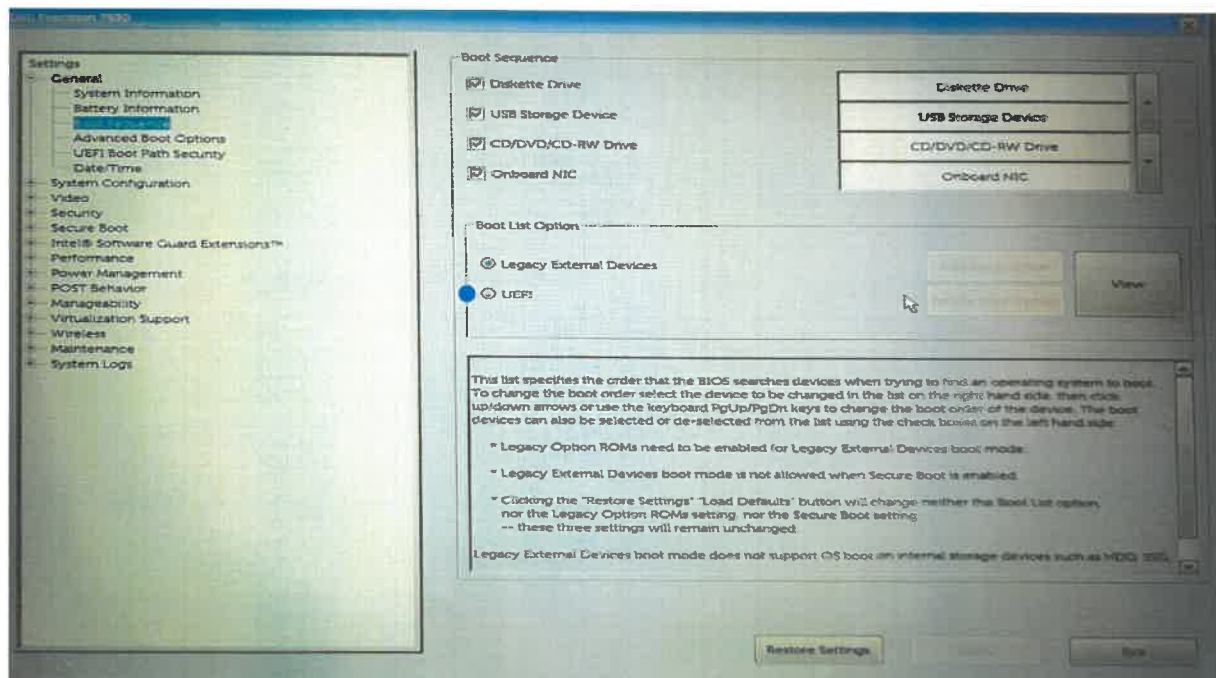 Precision 7530
Settings
General
System Information
Battery Information
Boot Sequence
Advanced Boot Options
UEFI Boot Path Security
Date/Time
System Configuration
Video
Security
Secure Boot
Intel® Software Guard Extensions™
Performance
Power Management
POST Behavior
Manageability
Virtualization Support
Wireless
Maintenance
System Logs
Boot Sequence
Diskette Drive
USB Storage Device
CD/DVD/CD-RW Drive
Onboard NIC
Diskette Drive
USB Storage Device
CD/DVD/CD-RW Drive
Onboard NIC
Boot List Option
Legacy External Devices
UEFI
View
This list specifies the order that the BIOS searches devices when trying to find an operating system to boot.
To change the boot order select the device to be changed in the list on the right hand side, then click
up/down arrows or use the keyboard PgUp/PgDn keys to change the boot order of the device. The boot
devices can also be selected or de-selected from the list using the check boxes on the left hand side.
* Legacy Option ROMs need to be enabled for Legacy External Devices boot mode.
* Legacy External Devices boot mode is not allowed when Secure Boot is enabled.
* Clicking the "Restore Settings" "Load Defaults" button will change neither the Boot List option,
nor the Legacy Option ROMs setting, nor the Secure Boot setting
-- these three settings will remain unchanged.
Legacy External Devices boot mode does not support OS boot on internal storage devices such as HDD, SSD,
Restore Settings
Exit